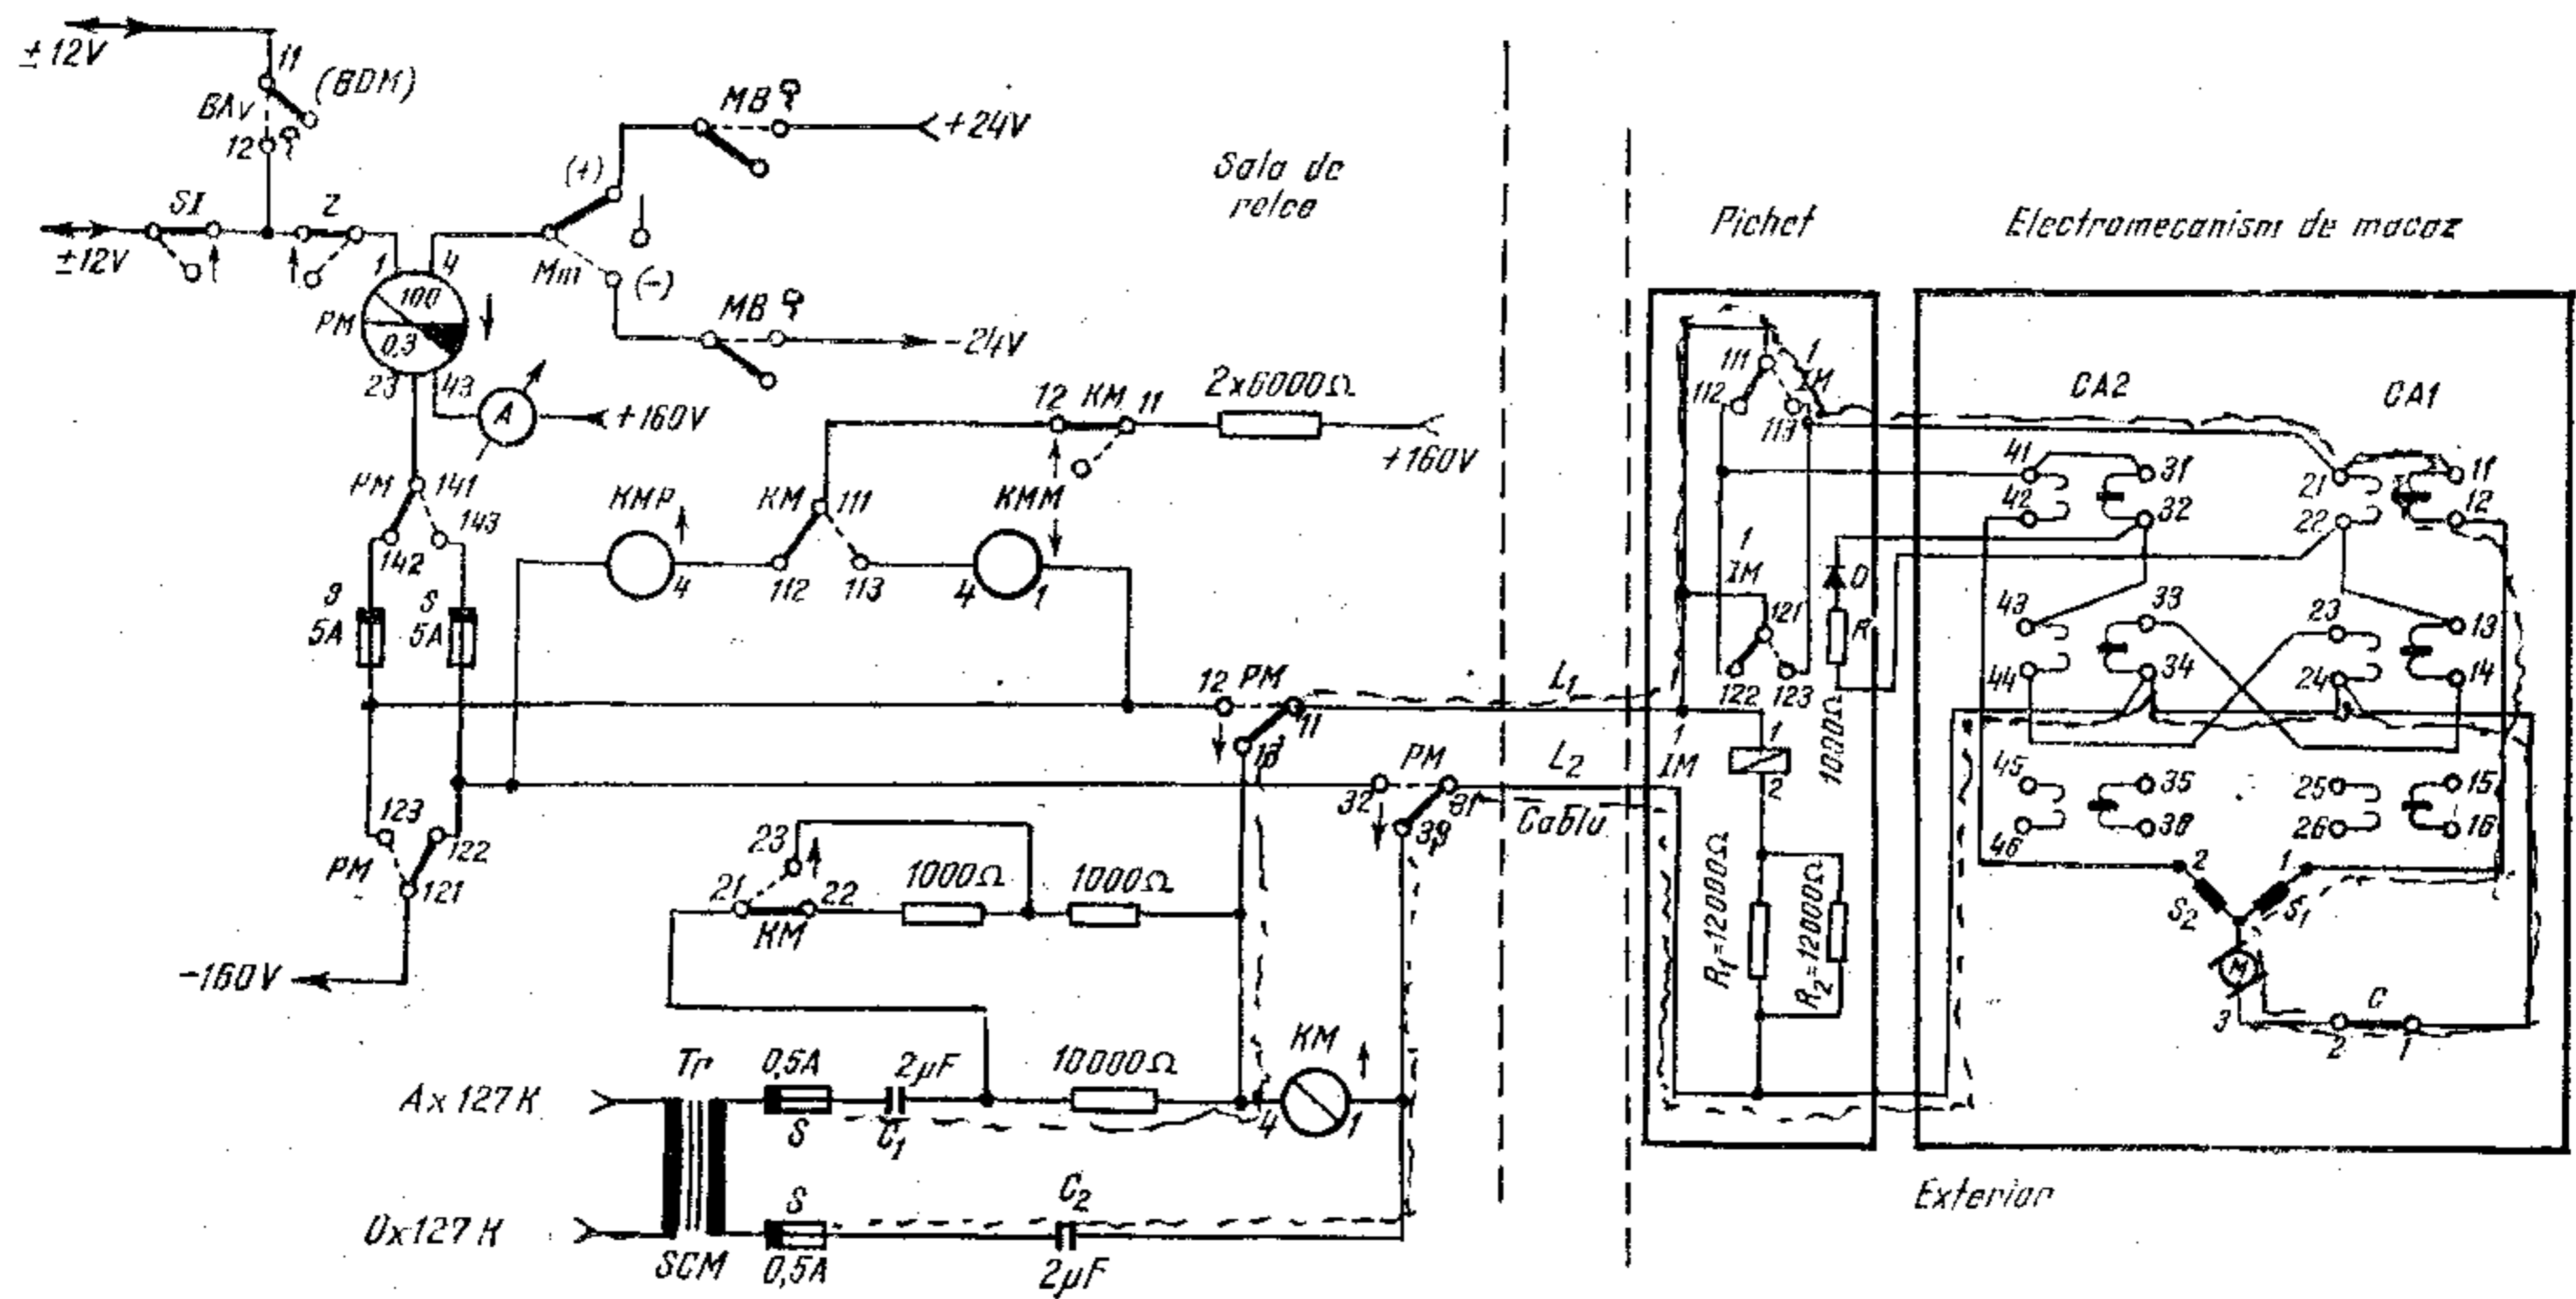 ±12V
11
(BDM)
BAv
12
MB
+24V
(+)
SI
2
±12V
1
4
Mm
(-)
MB
-24V
100
PM
0,3
23
43
A
+160V
Sala de
relee
12
KM
11
2x6000Ω
+160V
PM
141
143
142
KMP
KM
111
KMM
4
112
113
4
1
9
5A
S
5A
12
PM
11
13
L1
L2
Cablu
PM
32
31
33
123
122
PM
121
-160V
23
21
22
KM
1000Ω
1000Ω
Tr
0,5A
2µF
10000Ω
KM
Ax127K
S
C1
4
1
0x127K
S
C2
SCM
0,5A
2µF
Pichet
Electromecanism de macaz
111
1
IM
112
113
1
IM
121
122
123
D
R
1000Ω
1
IM
1
2
R1=12000Ω
R2=12000Ω
CA2
CA1
41
31
21
11
42
32
22
12
43
33
23
13
44
34
24
14
45
35
25
15
46
36
26
16
2
1
S2
S1
M
3
C
2
1
Exterior